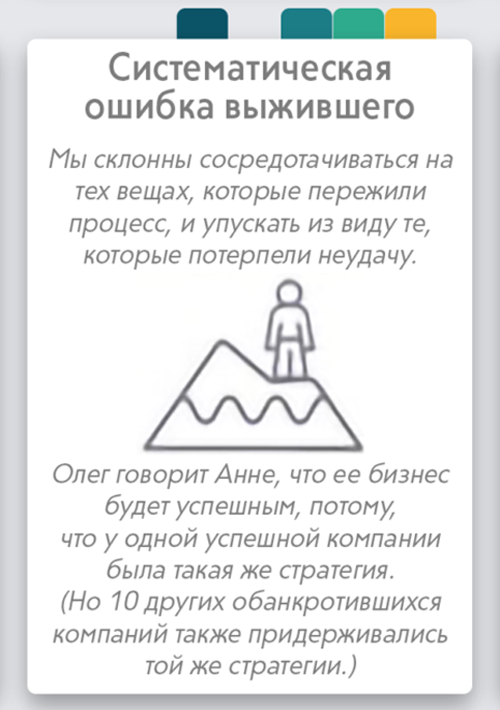 Систематическая
ошибка выжившего
Мы склонны сосредотачиваться на
тех вещах, которые пережили
процесс, и упускать из виду те,
которые потерпели неудачу.
Олег говорит Анне, что ее бизнес
будет успешным, потому,
что у одной успешной компании
была такая же стратегия.
(Но 10 других обанкротившихся
компаний также придерживались
той же стратегии.)